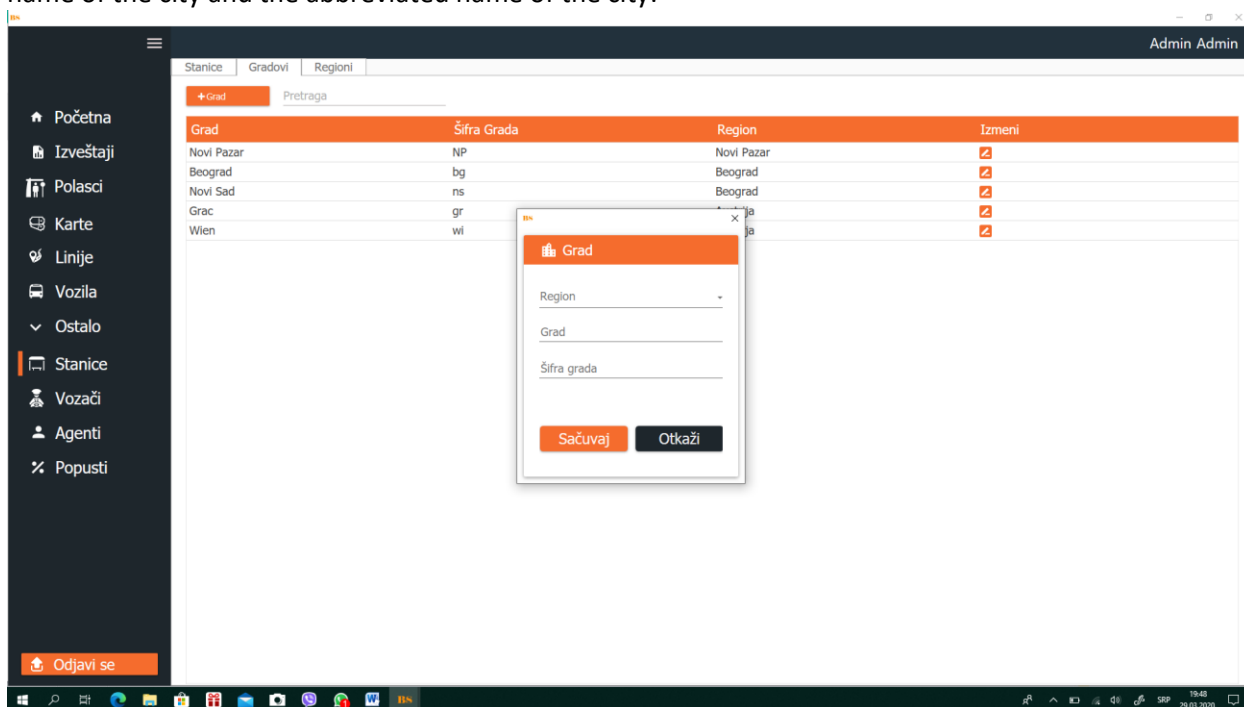 name of the city and the abbreviated name of the city.
BS
Admin Admin
Stanice Gradovi Regioni
+Grad Pretraga
Početna
Izveštaji
Polasci
Karte
Linije
Vozila
Ostalo
Stanice
Vozači
Agenti
Popusti
Odjavi se
Grad Šifra Grada Region Izmeni
Novi Pazar NP Novi Pazar
Beograd bg Beograd
Novi Sad ns Beograd
Grac gr
Wien wi
BS
Grad
Region
Grad
Šifra grada
Sačuvaj Otkaži
W BS SRP 19:48
29.03.2020